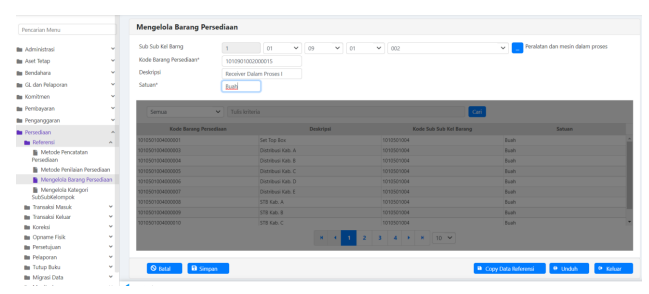 Pencarian Menu
Administrasi
Aset Tetap
Bendahara
GL dan Pelaporan
Komitmen
Pembayaran
Penganggaran
Persediaan
Referensi
Metode Pencatatan
Persediaan
Metode Penilaian Persediaan
Mengelola Barang Persediaan
Mengelola Kategori
SubSubKelompok
Transaksi Masuk
Transaksi Keluar
Koreksi
Opname Fisik
Persetujuan
Pelaporan
Tutup Buku
Migrasi Data
Mengelola Barang Persediaan
Sub Sub Kel Barng 1 01 09 01 002 .. Peralatan dan mesin dalam proses
Kode Barang Persediaan* 1010901002000015
Deskripsi Receiver Dalam Proses I
Satuan* Buah
Semua Tulis kriteria Cari
Kode Barang Persediaan Deskripsi Kode Sub Sub Kel Barang Satuan
1010501004000001 Set Top Box 1010501004 Buah
1010501004000003 Distribusi Kab. A 1010501004 Buah
1010501004000004 Distribusi Kab. B 1010501004 Buah
1010501004000005 Distribusi Kab. C 1010501004 Buah
1010501004000006 Distribusi Kab. D 1010501004 Buah
1010501004000007 Distribusi Kab. E 1010501004 Buah
1010501004000008 STB Kab. A 1010501004 Buah
1010501004000009 STB Kab. B 1010501004 Buah
1010501004000010 STB Kab. C 1010501004 Buah
1 2 3 4 10
Batal Simpan Copy Data Referensi Unduh Keluar